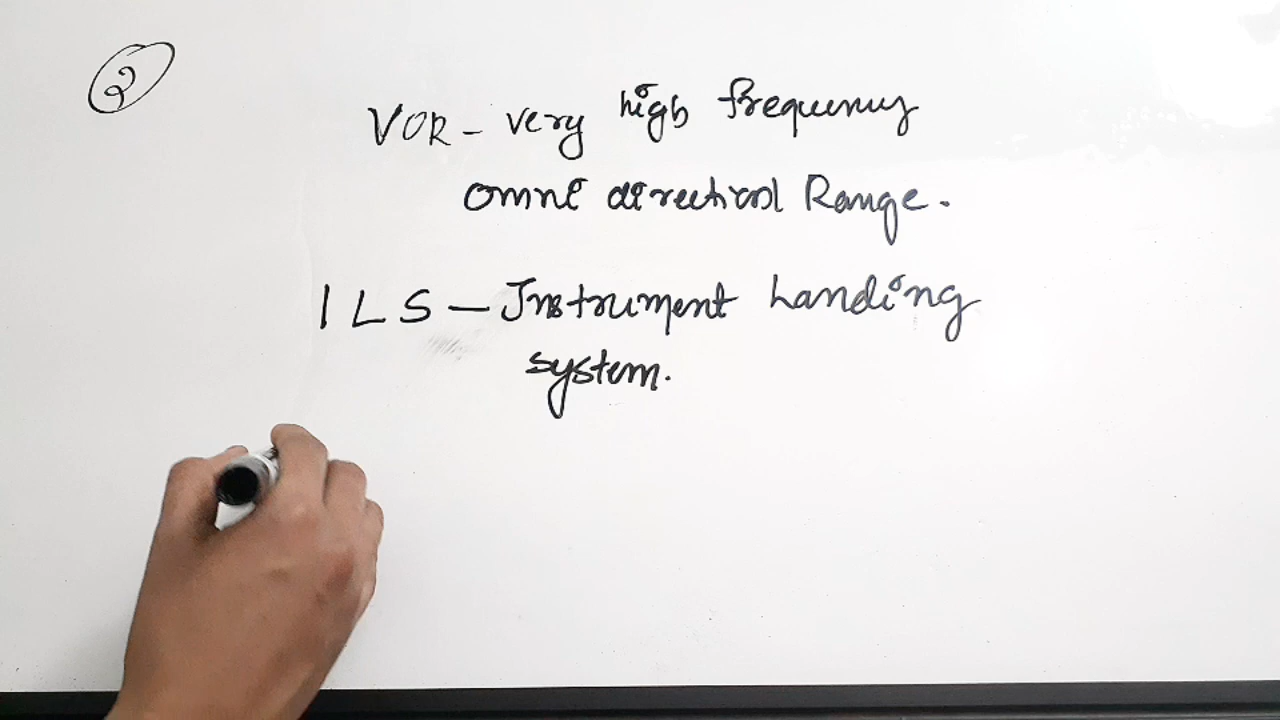 2
VOR - very high frequency
omni directional Range.
ILS - Instrument Landing
system.